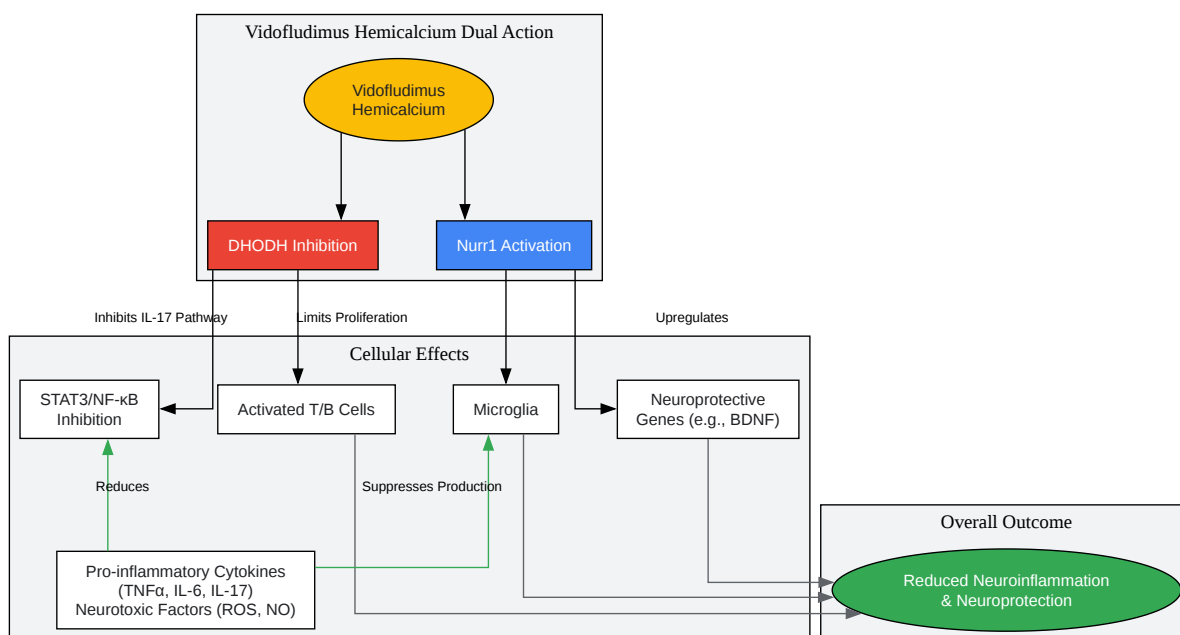 Vidofludimus Hemicalcium Dual Action
Vidofludimus
Hemicalcium
DHODH Inhibition
Nurr1 Activation
Inhibits IL-17 Pathway
Limits Proliferation
Upregulates
Cellular Effects
STAT3/NF-κB
Inhibition
Activated T/B Cells
Microglia
Neuroprotective
Genes (e.g., BDNF)
Reduces
Suppresses Production
Pro-inflammatory Cytokines
(TNFα, IL-6, IL-17)
Neurotoxic Factors (ROS, NO)
Overall Outcome
Reduced Neuroinflammation
& Neuroprotection